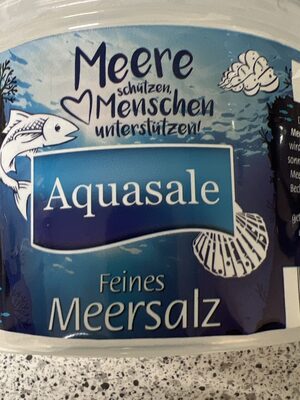 Meere
schützen,
Menschen
unterstützen!
Aquasale
Feines
Meersalz